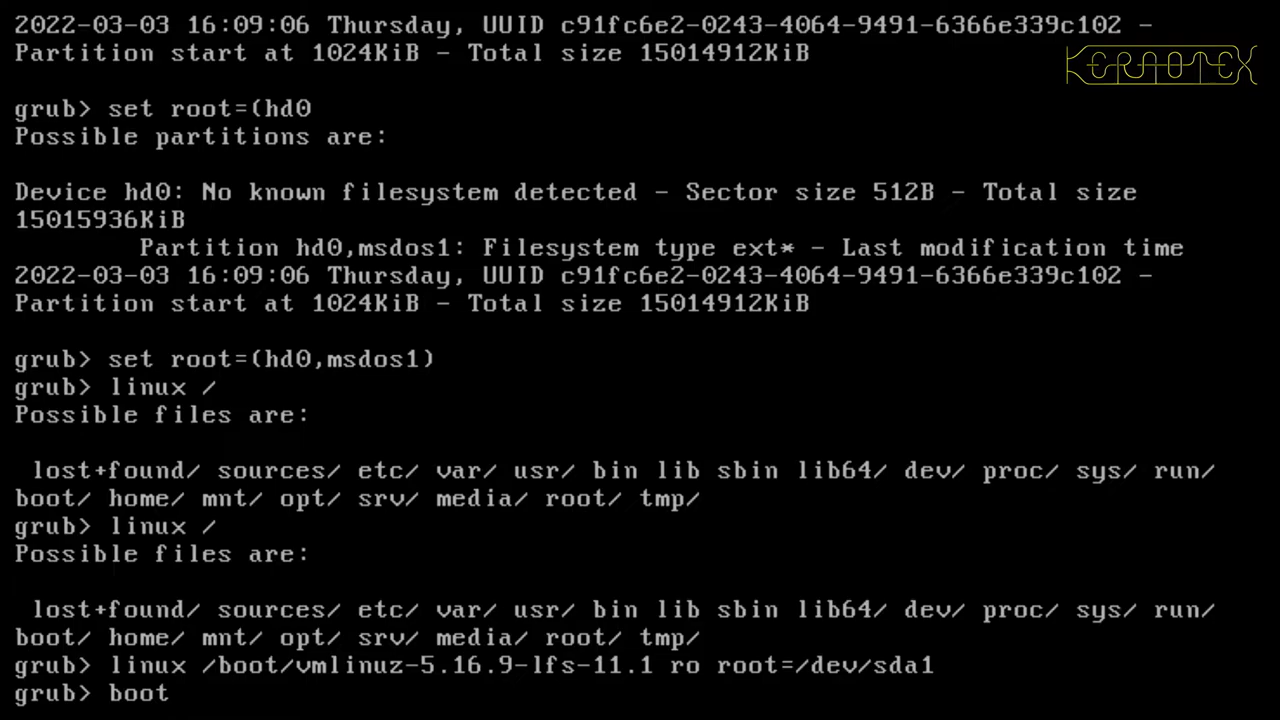 2022-03-03 16:09:06 Thursday, UUID c91fc6e2-0243-4064-9491-6366e339c102 -
Partition start at 1024KiB - Total size 15014912KiB
KERNOTEX
grub> set root=(hd0
Possible partitions are:
Device hd0: No known filesystem detected - Sector size 512B - Total size
15015936KiB
Partition hd0,msdos1: Filesystem type ext* - Last modification time
2022-03-03 16:09:06 Thursday, UUID c91fc6e2-0243-4064-9491-6366e339c102 -
Partition start at 1024KiB - Total size 15014912KiB
grub> set root=(hd0,msdos1)
grub> linux /
Possible files are:
lost+found/ sources/ etc/ var/ usr/ bin lib sbin lib64/ dev/ proc/ sys/ run/
boot/ home/ mnt/ opt/ srv/ media/ root/ tmp/
grub> linux /
Possible files are:
lost+found/ sources/ etc/ var/ usr/ bin lib sbin lib64/ dev/ proc/ sys/ run/
boot/ home/ mnt/ opt/ srv/ media/ root/ tmp/
grub> linux /boot/vmlinuz-5.16.9-lfs-11.1 ro root=/dev/sda1
grub> boot